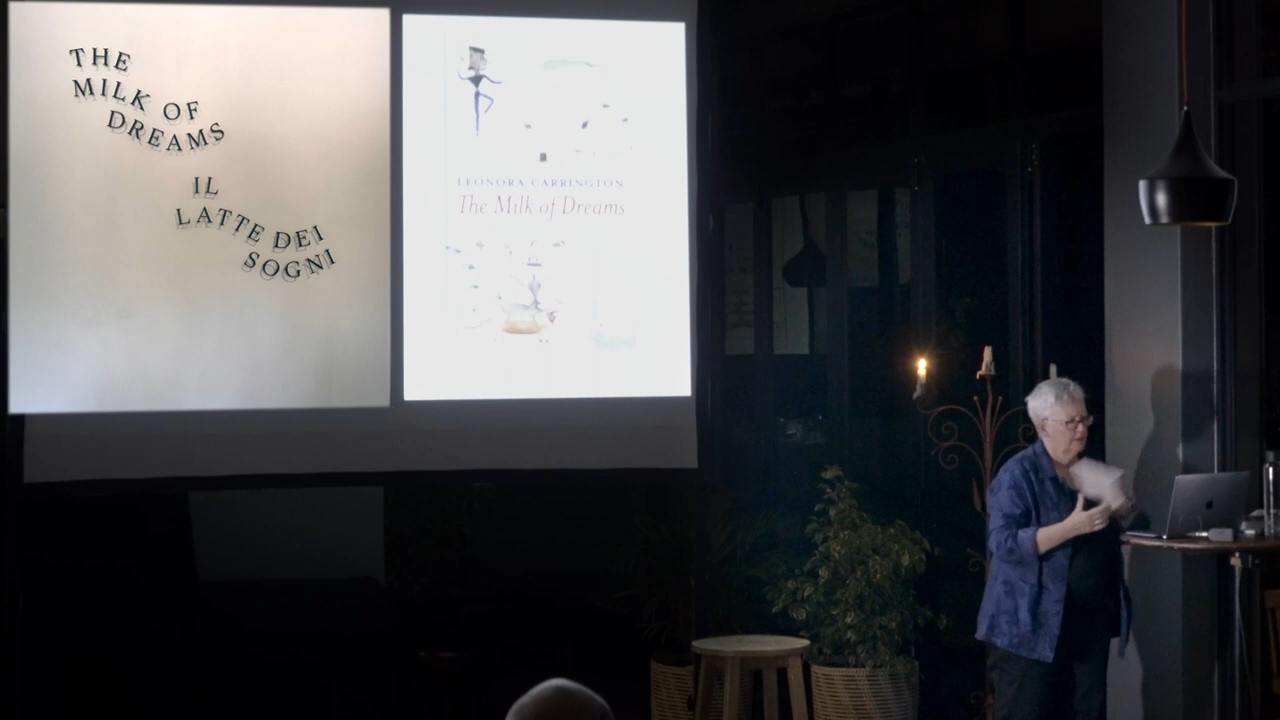 THE
MILK OF
DREAMS
IL
LATTE DEI
SOGNI
LEONORA CARRINGTON
The Milk of Dreams